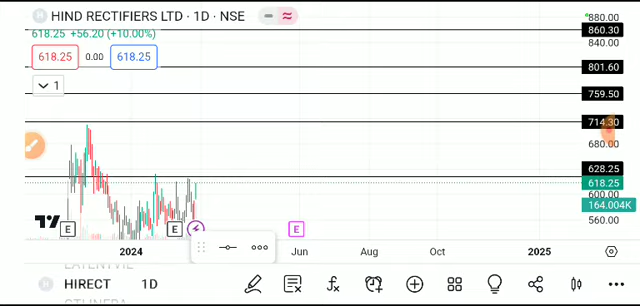 H HIND RECTIFIERS LTD · 1D · NSE
618.25 +56.20 (+10.00%)
618.25 0.00 618.25
1
880.00
860.30
840.00
801.60
759.50
714.30
680.00
628.25
618.25
600.00
164.004K
560.00
E E E
2024 Jun Aug Oct 2025
HIRECT 1D